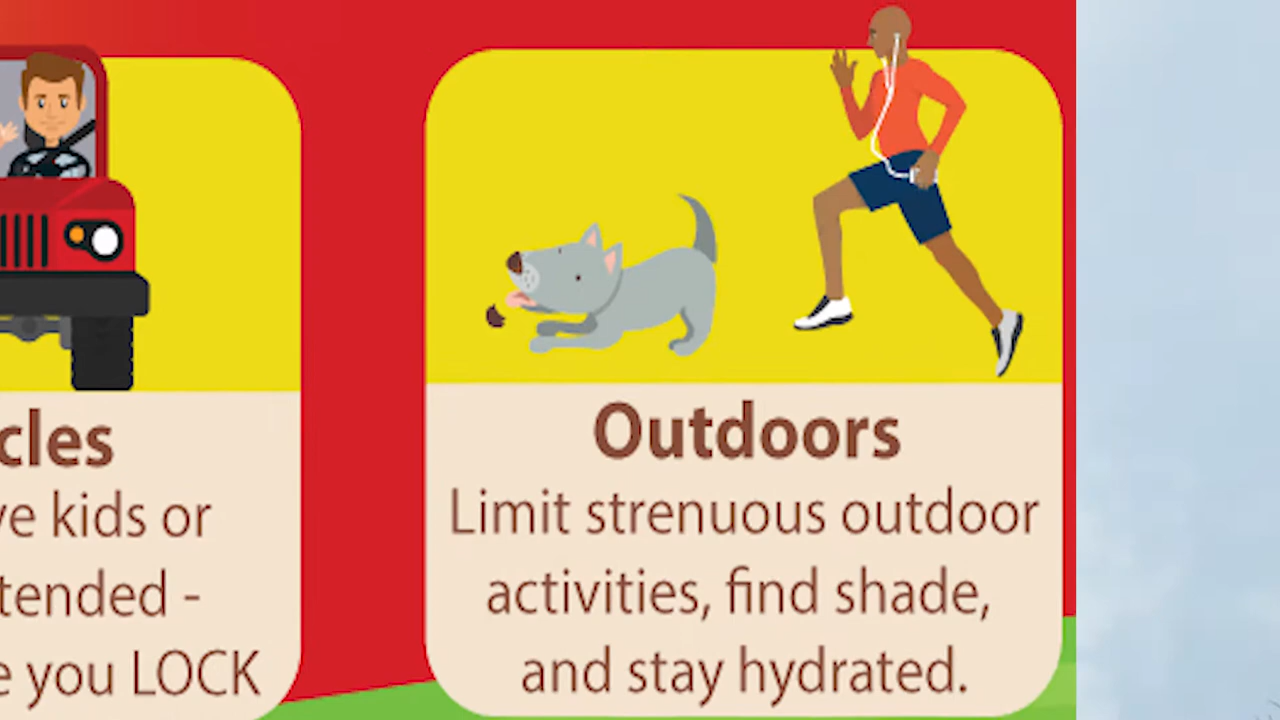 cles
ve kids or
tended -
e you LOCK
Outdoors
Limit strenuous outdoor
activities, find shade,
and stay hydrated.